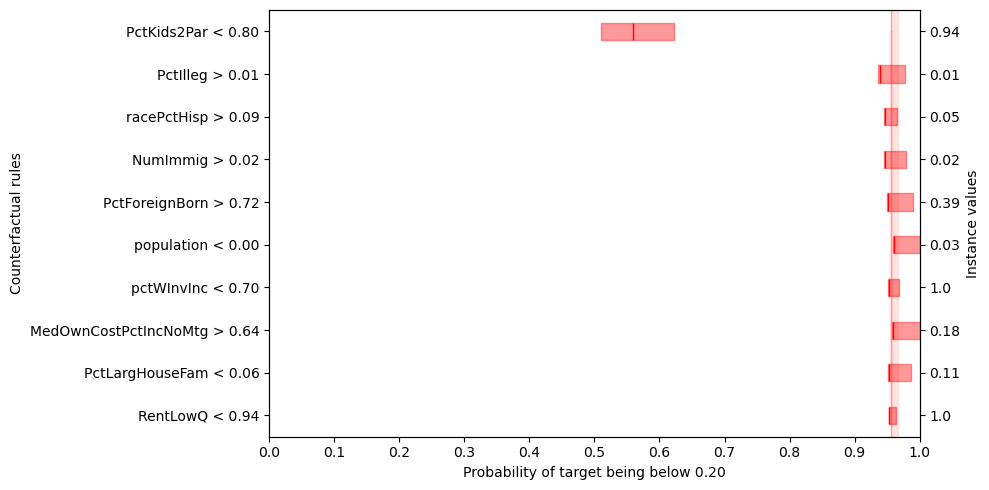 Counterfactual rules
PctKids2Par < 0.80
PctIlleg > 0.01
racePctHisp > 0.09
NumImmig > 0.02
PctForeignBorn > 0.72
population < 0.00
pctWInvInc < 0.70
MedOwnCostPctIncNoMtg > 0.64
PctLargHouseFam < 0.06
RentLowQ < 0.94
0.94
0.01
0.05
0.02
0.39
0.03
1.0
0.18
0.11
1.0
Instance values
0.0 0.1 0.2 0.3 0.4 0.5 0.6 0.7 0.8 0.9 1.0
Probability of target being below 0.20